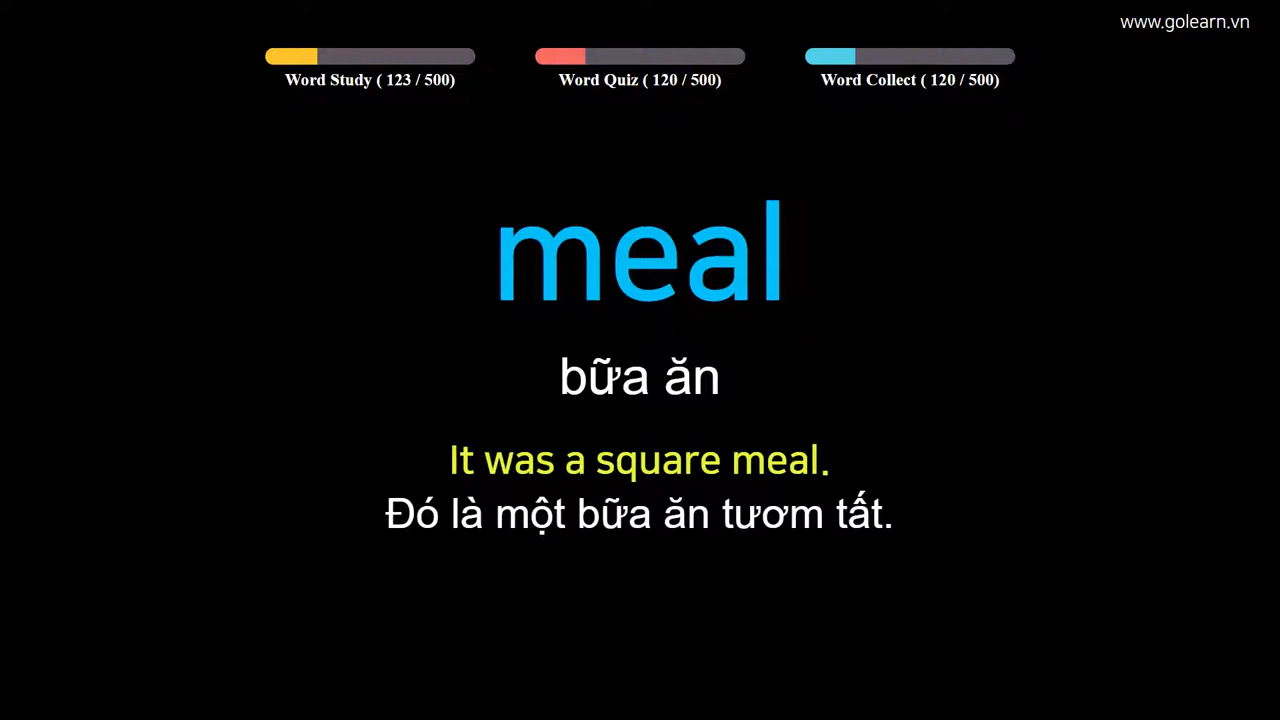 www.golearn.vn
Word Study ( 123 / 500)
Word Quiz ( 120 / 500)
Word Collect ( 120 / 500)
meal
bữa ăn
It was a square meal.
Đó là một bữa ăn tươm tất.